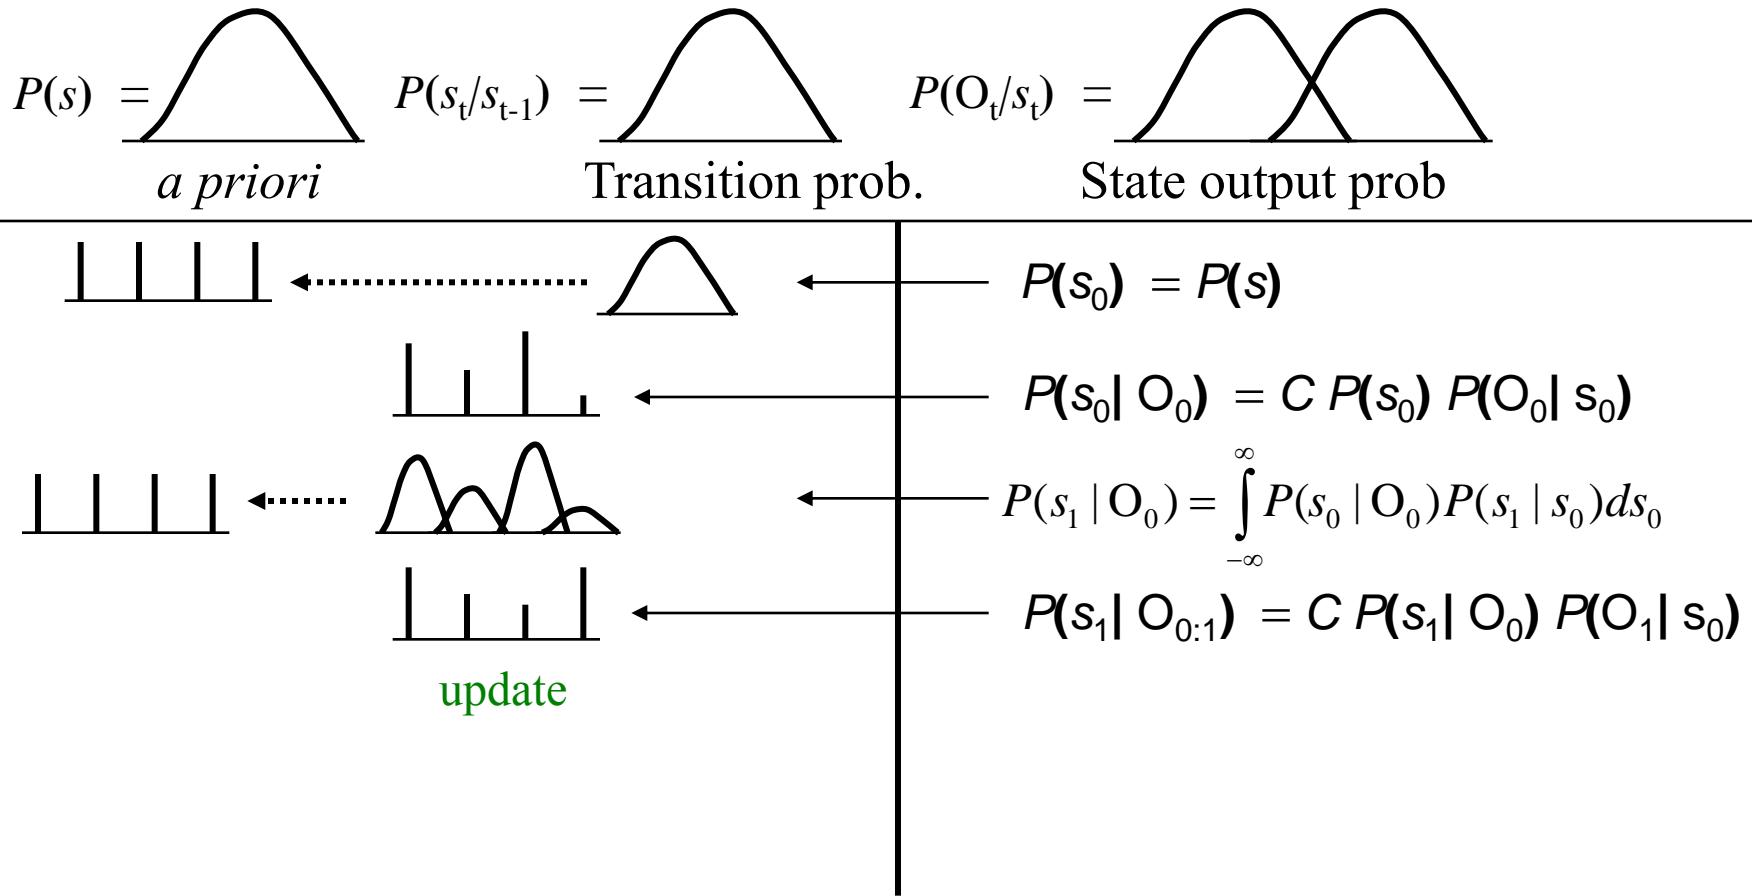 P(s) =
P(sₜ/sₜ₋₁) =
P(Oₜ/sₜ) =
a priori
Transition prob.
State output prob
P(s₀) = P(s)
P(s₀| O₀) = C P(s₀) P(O₀| s₀)
P(s₁ | O₀) = ∫_{-∞}^{∞} P(s₀ | O₀)P(s₁ | s₀)ds₀
P(s₁| O₀:₁) = C P(s₁| O₀) P(O₁| s₀)
update